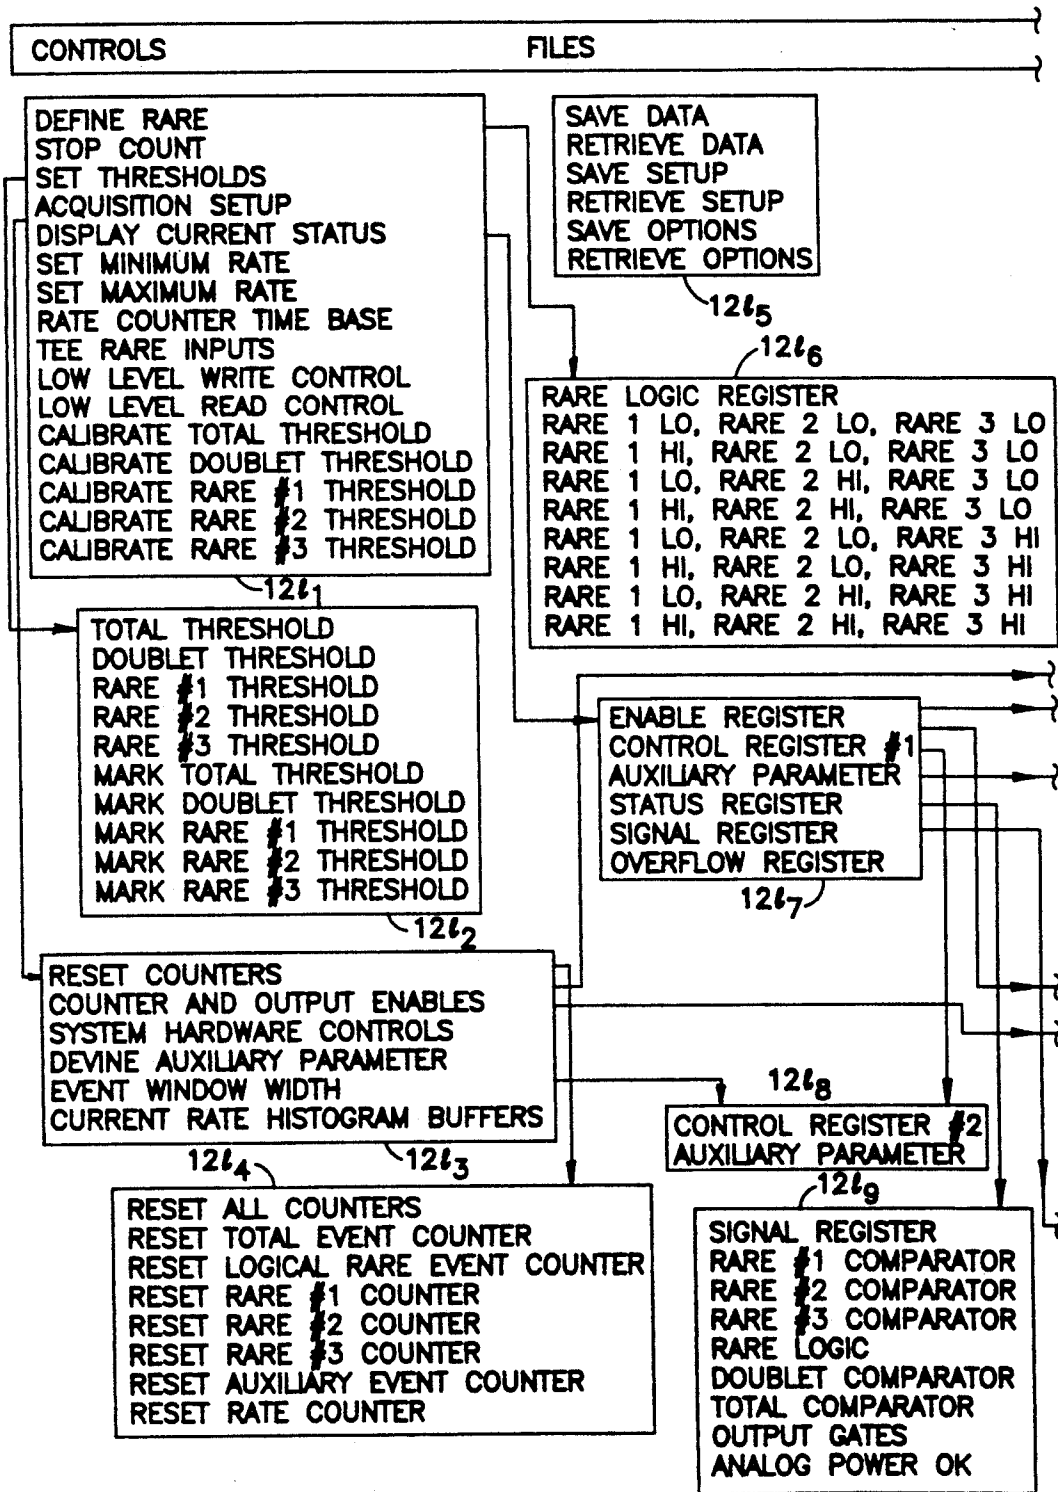 CONTROLS FILES
DEFINE RARE
STOP COUNT
SET THRESHOLDS
ACQUISITION SETUP
DISPLAY CURRENT STATUS
SET MINIMUM RATE
SET MAXIMUM RATE
RATE COUNTER TIME BASE
TEE RARE INPUTS
LOW LEVEL WRITE CONTROL
LOW LEVEL READ CONTROL
CALIBRATE TOTAL THRESHOLD
CALIBRATE DOUBLET THRESHOLD
CALIBRATE RARE #1 THRESHOLD
CALIBRATE RARE #2 THRESHOLD
CALIBRATE RARE #3 THRESHOLD
12ℓ1
SAVE DATA
RETRIEVE DATA
SAVE SETUP
RETRIEVE SETUP
SAVE OPTIONS
RETRIEVE OPTIONS
12ℓ5
12ℓ6
RARE LOGIC REGISTER
RARE 1 LO, RARE 2 LO, RARE 3 LO
RARE 1 HI, RARE 2 LO, RARE 3 LO
RARE 1 LO, RARE 2 HI, RARE 3 LO
RARE 1 HI, RARE 2 HI, RARE 3 LO
RARE 1 LO, RARE 2 LO, RARE 3 HI
RARE 1 HI, RARE 2 LO, RARE 3 HI
RARE 1 LO, RARE 2 HI, RARE 3 HI
RARE 1 HI, RARE 2 HI, RARE 3 HI
TOTAL THRESHOLD
DOUBLET THRESHOLD
RARE #1 THRESHOLD
RARE #2 THRESHOLD
RARE #3 THRESHOLD
MARK TOTAL THRESHOLD
MARK DOUBLET THRESHOLD
MARK RARE #1 THRESHOLD
MARK RARE #2 THRESHOLD
MARK RARE #3 THRESHOLD
12ℓ2
ENABLE REGISTER
CONTROL REGISTER #1
AUXILIARY PARAMETER
STATUS REGISTER
SIGNAL REGISTER
OVERFLOW REGISTER
12ℓ7
RESET COUNTERS
COUNTER AND OUTPUT ENABLES
SYSTEM HARDWARE CONTROLS
DEVINE AUXILIARY PARAMETER
EVENT WINDOW WIDTH
CURRENT RATE HISTOGRAM BUFFERS
12ℓ3
12ℓ8
CONTROL REGISTER #2
AUXILIARY PARAMETER
12ℓ4
RESET ALL COUNTERS
RESET TOTAL EVENT COUNTER
RESET LOGICAL RARE EVENT COUNTER
RESET RARE #1 COUNTER
RESET RARE #2 COUNTER
RESET RARE #3 COUNTER
RESET AUXILIARY EVENT COUNTER
RESET RATE COUNTER
12ℓ9
SIGNAL REGISTER
RARE #1 COMPARATOR
RARE #2 COMPARATOR
RARE #3 COMPARATOR
RARE LOGIC
DOUBLET COMPARATOR
TOTAL COMPARATOR
OUTPUT GATES
ANALOG POWER OK